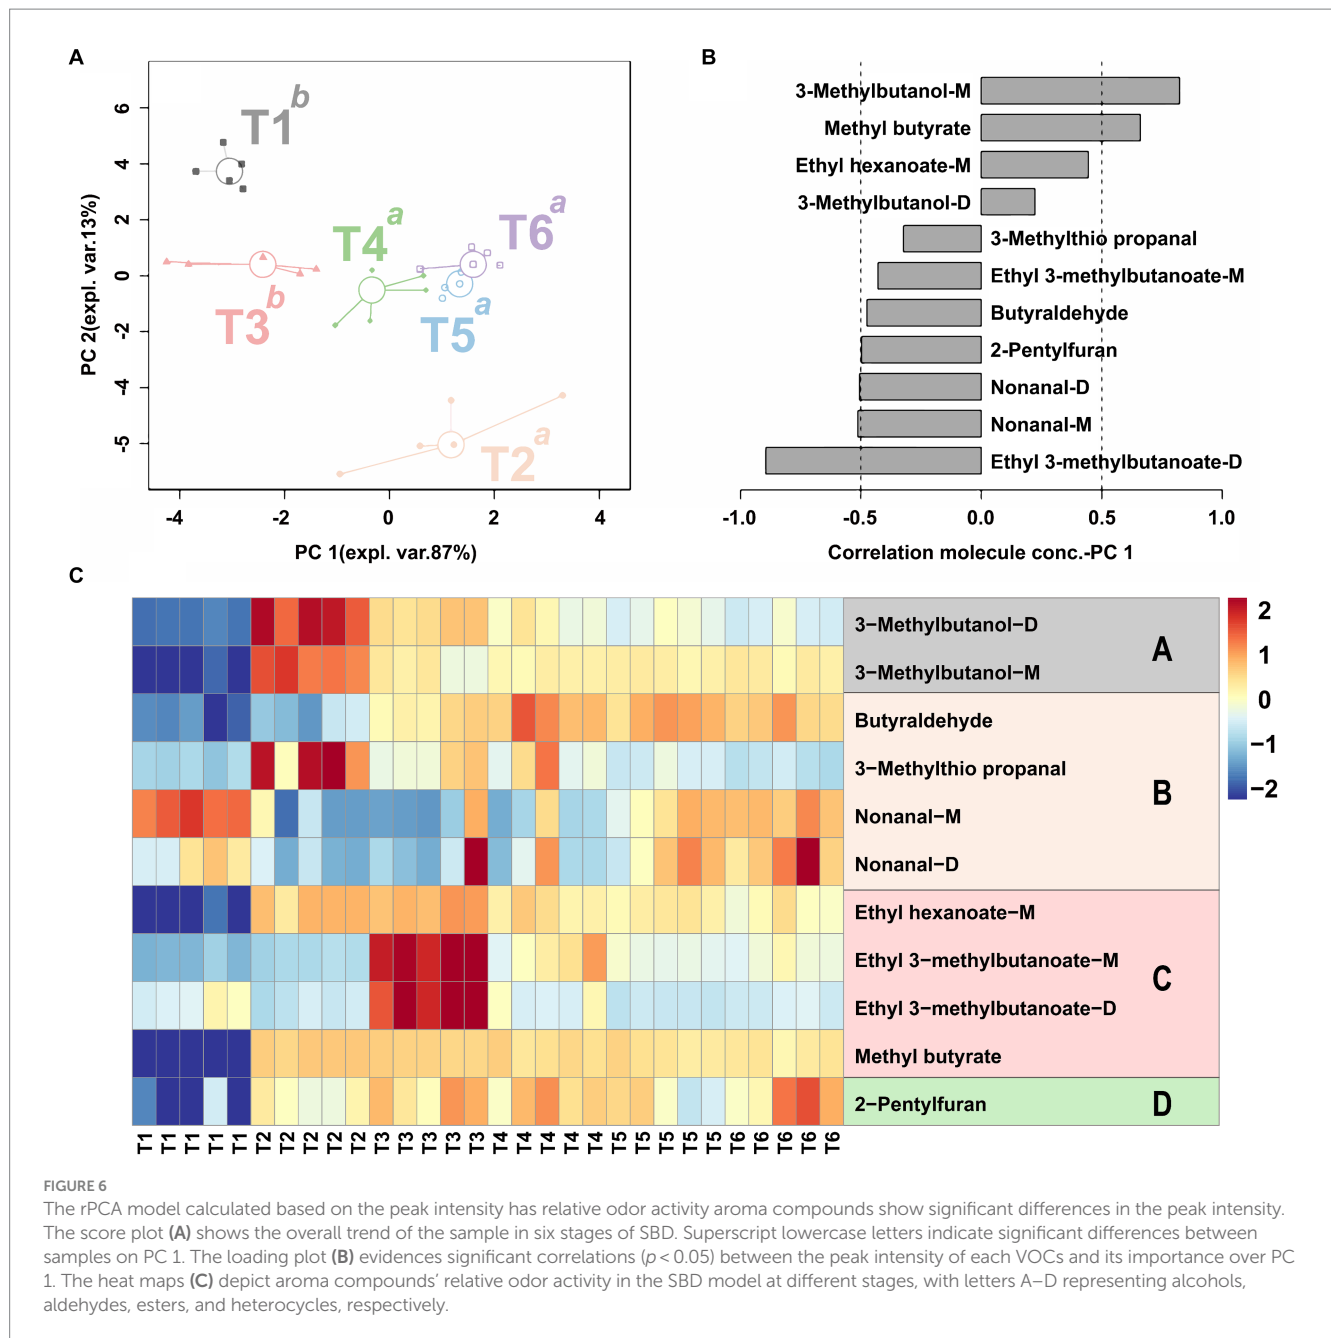 A
PC 2(expl. var.13%)
6
4
2
0
-2
-4
-5
T1b
T4a
T6a
T3b
T5a
T2a
-4 -2 0 2 4
PC 1(expl. var.87%)
B
3-Methylbutanol-M
Methyl butyrate
Ethyl hexanoate-M
3-Methylbutanol-D
3-Methylthio propanal
Ethyl 3-methylbutanoate-M
Butyraldehyde
2-Pentylfuran
Nonanal-D
Nonanal-M
Ethyl 3-methylbutanoate-D
-1.0 -0.5 0.0 0.5 1.0
Correlation molecule conc.-PC 1
C
3−Methylbutanol−D
3−Methylbutanol−M
A
Butyraldehyde
3−Methylthio propanal
Nonanal−M
Nonanal−D
B
Ethyl hexanoate−M
Ethyl 3−methylbutanoate−M
Ethyl 3−methylbutanoate−D
Methyl butyrate
C
2−Pentylfuran
D
2
1
0
−1
−2
T1 T1 T1 T1 T1 T2 T2 T2 T2 T2 T3 T3 T3 T3 T3 T4 T4 T4 T4 T4 T5 T5 T5 T5 T5 T6 T6 T6 T6 T6
FIGURE 6
The rPCA model calculated based on the peak intensity has relative odor activity aroma compounds show significant differences in the peak intensity.
The score plot (A) shows the overall trend of the sample in six stages of SBD. Superscript lowercase letters indicate significant differences between
samples on PC 1. The loading plot (B) evidences significant correlations (p < 0.05) between the peak intensity of each VOCs and its importance over PC
1. The heat maps (C) depict aroma compounds' relative odor activity in the SBD model at different stages, with letters A–D representing alcohols,
aldehydes, esters, and heterocycles, respectively.